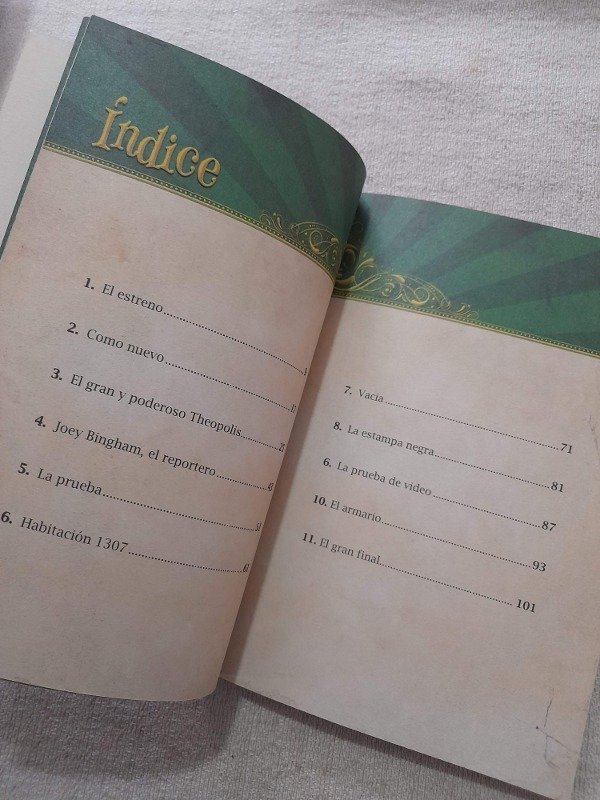 Índice
1. El estreno
2. Como nuevo
3. El gran y poderoso Theopolis
4. Joey Bingham, el reportero
5. La prueba
6. Habitación 1307
7. Vacía 71
8. La estampa negra 81
6. La prueba de video 87
10. El armario 93
11. El gran final 101